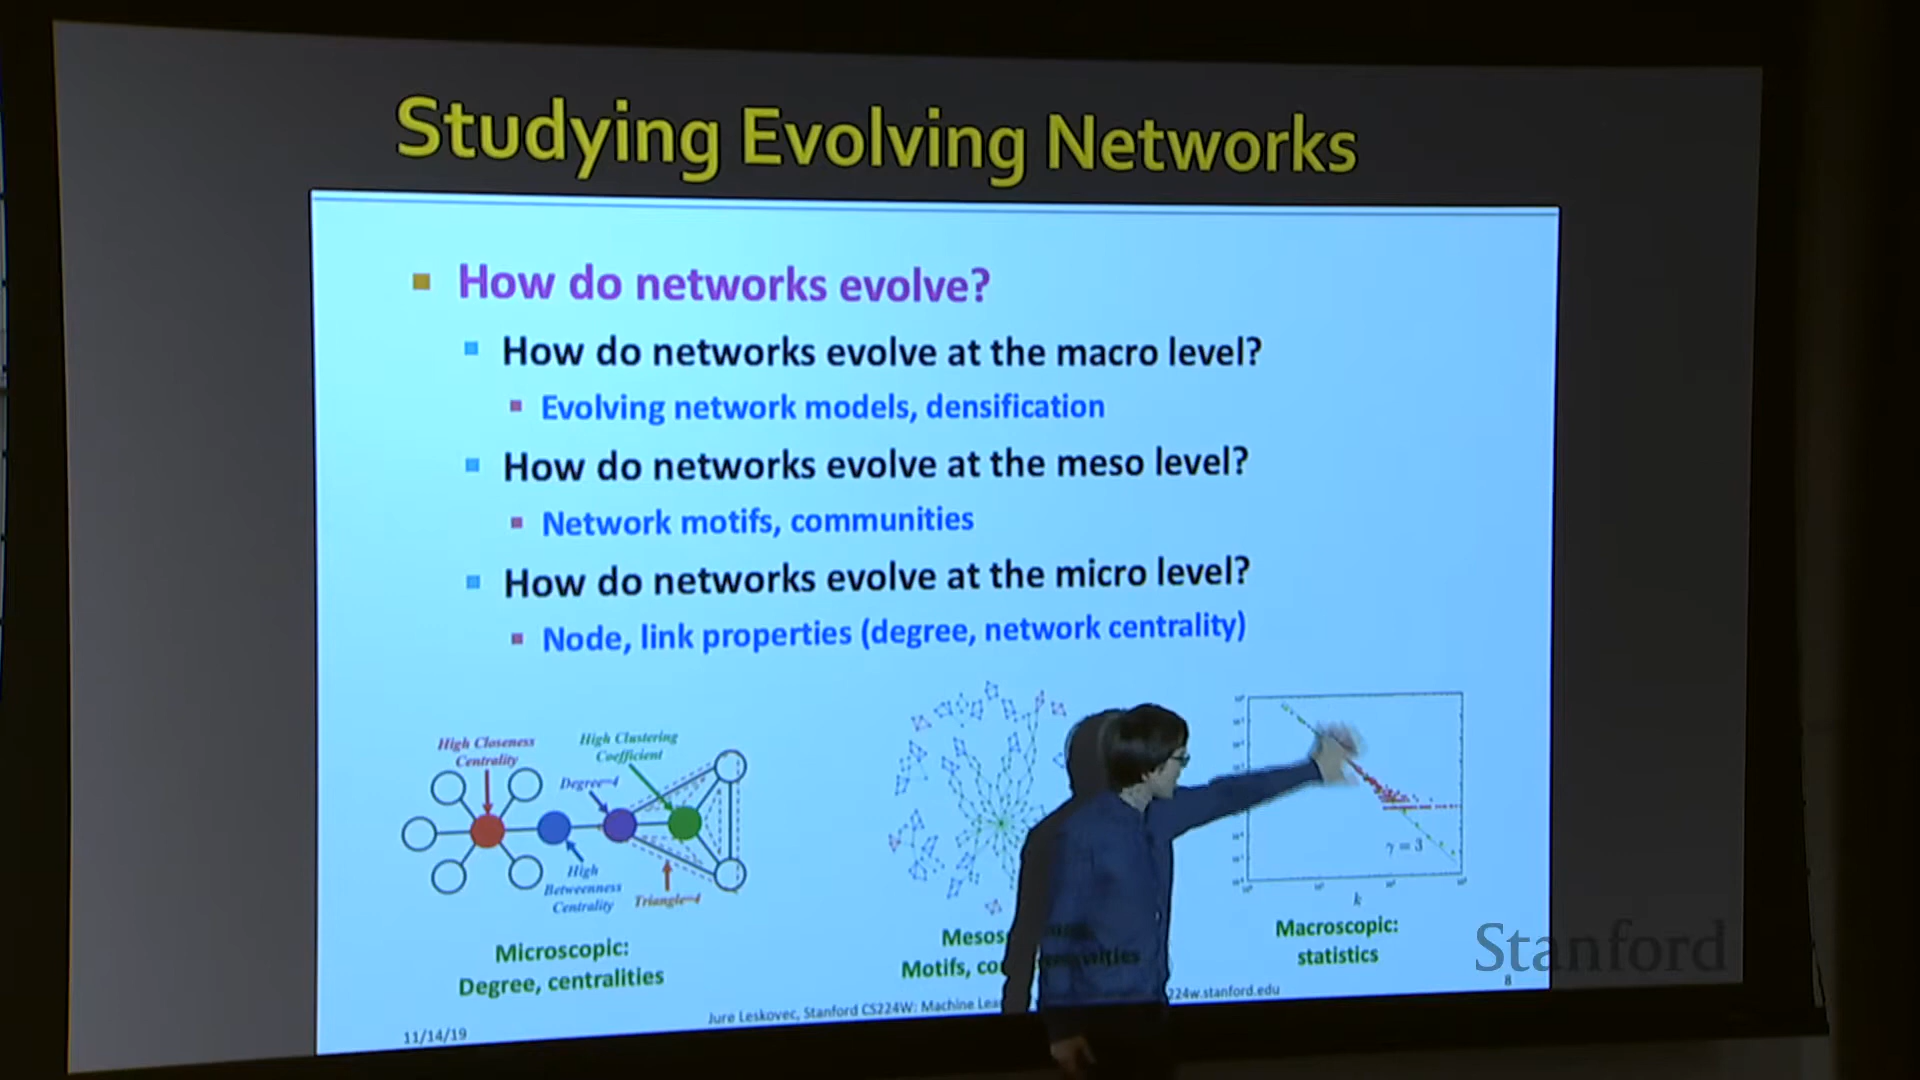 Studying Evolving Networks
How do networks evolve?
How do networks evolve at the macro level?
Evolving network models, densification
How do networks evolve at the meso level?
Network motifs, communities
How do networks evolve at the micro level?
Node, link properties (degree, network centrality)
High Closeness
Centrality
High Clustering
Coefficient
Degree=4
High
Betweenness
Centrality
Triangle=4
γ = 3
k
Microscopic:
Degree, centralities
Motifs,
Macroscopic:
statistics
Stanford
11/14/19
Jure Leskovec, Stanford CS224W: Machine
224w.stanford.edu
8